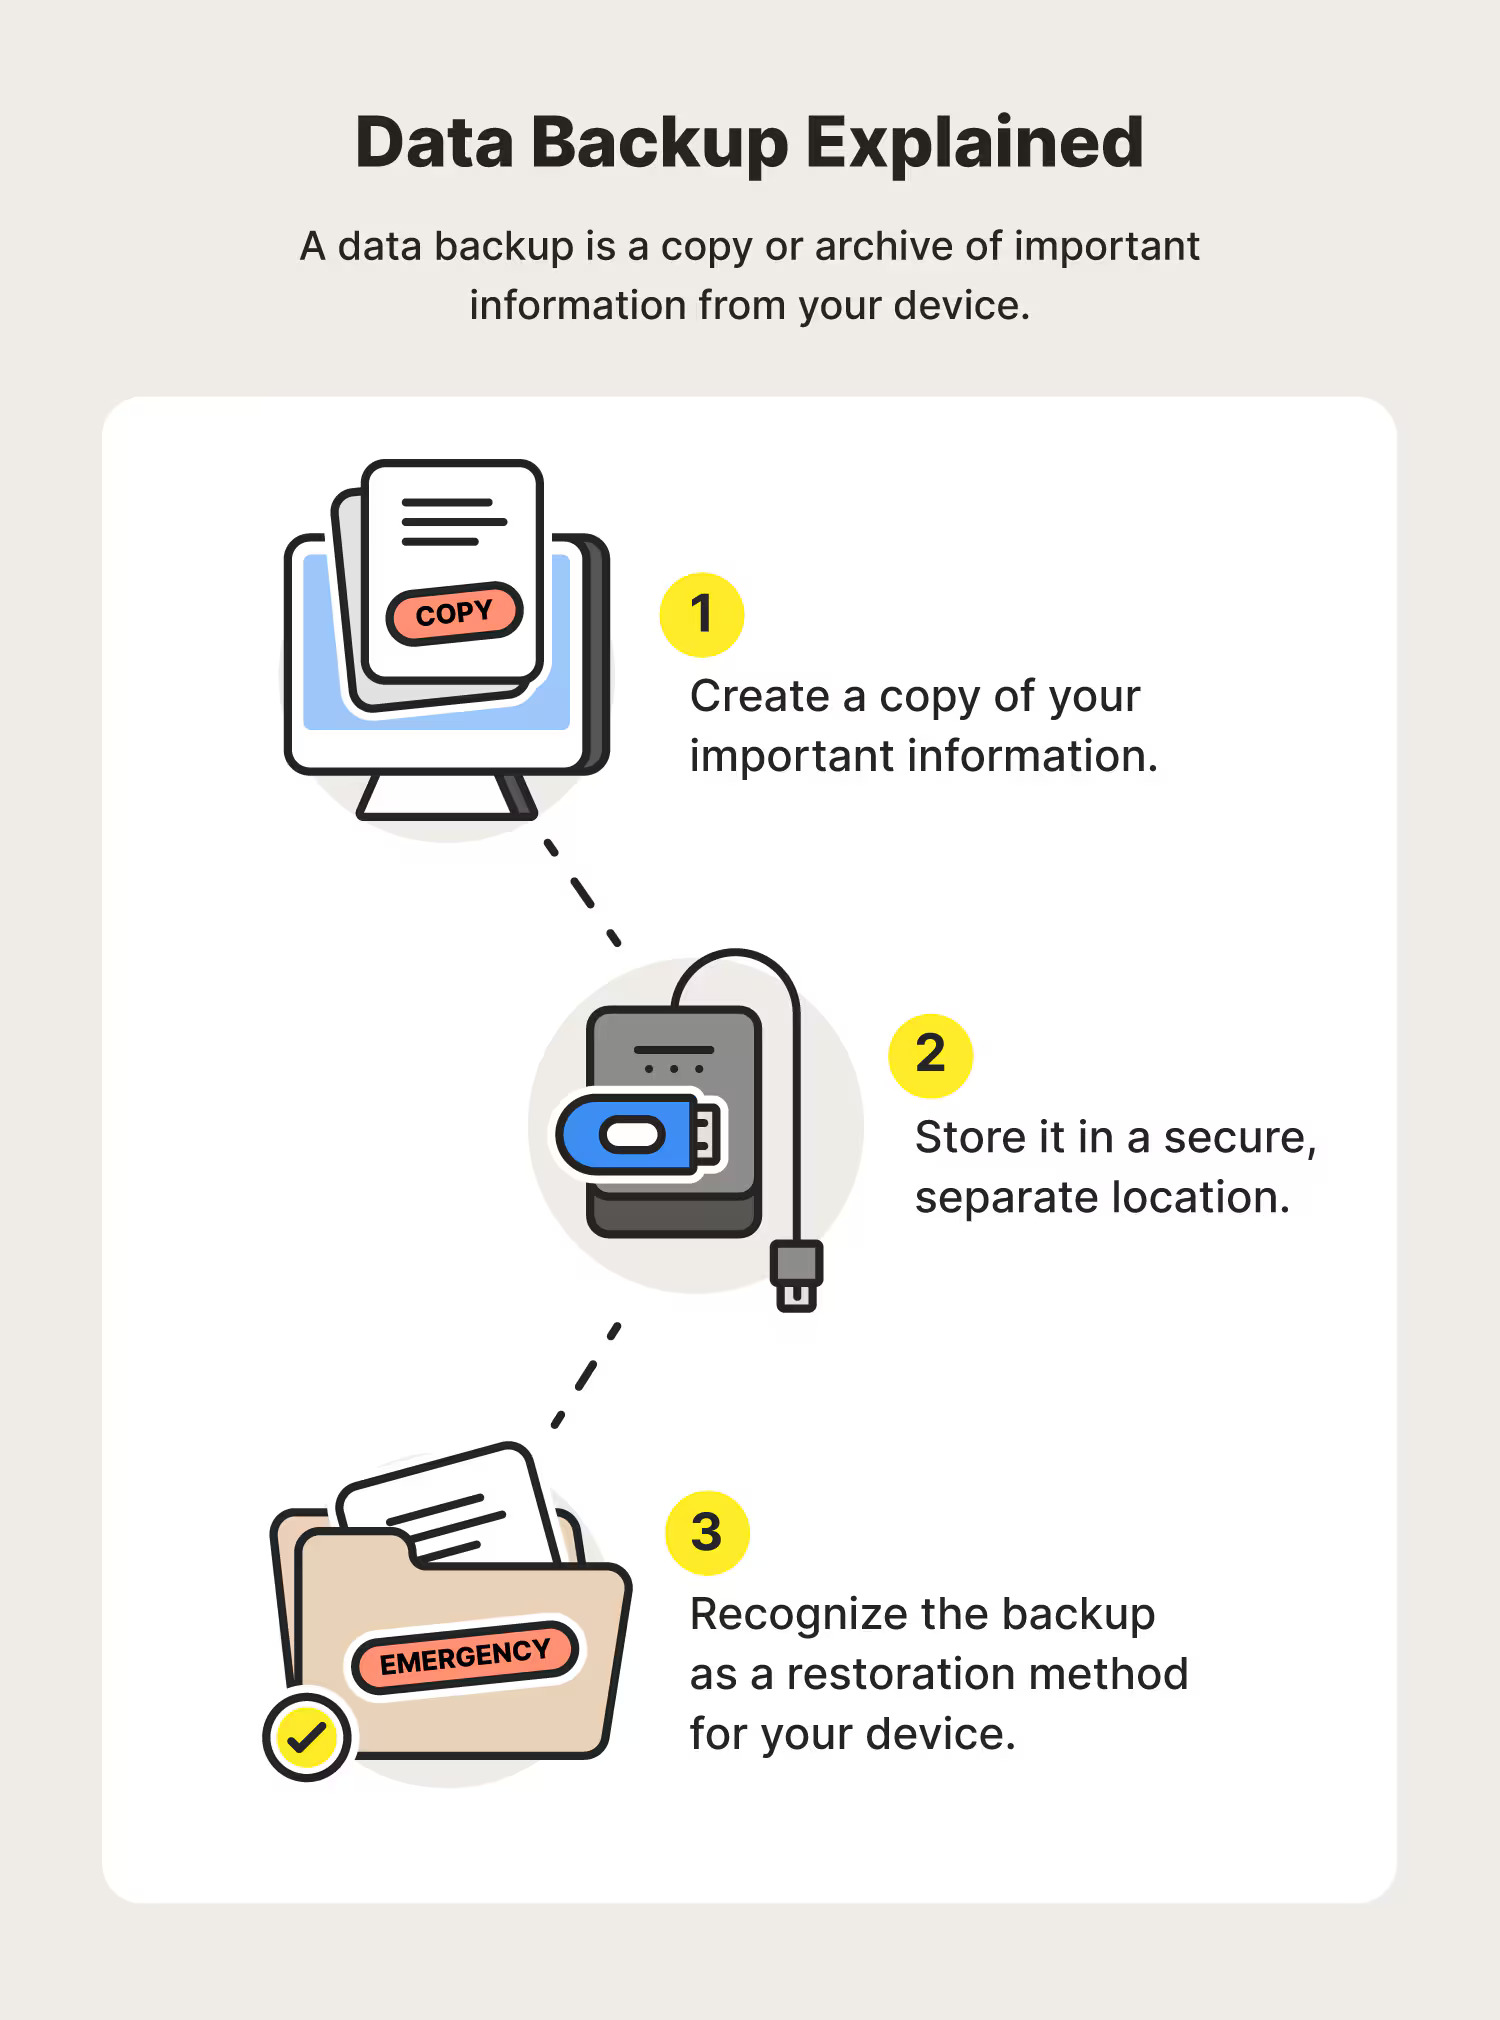 Data Backup Explained
A data backup is a copy or archive of important
information from your device.
COPY
1
Create a copy of your
important information.
2
Store it in a secure,
separate location.
3
Recognize the backup
as a restoration method
for your device.
EMERGENCY